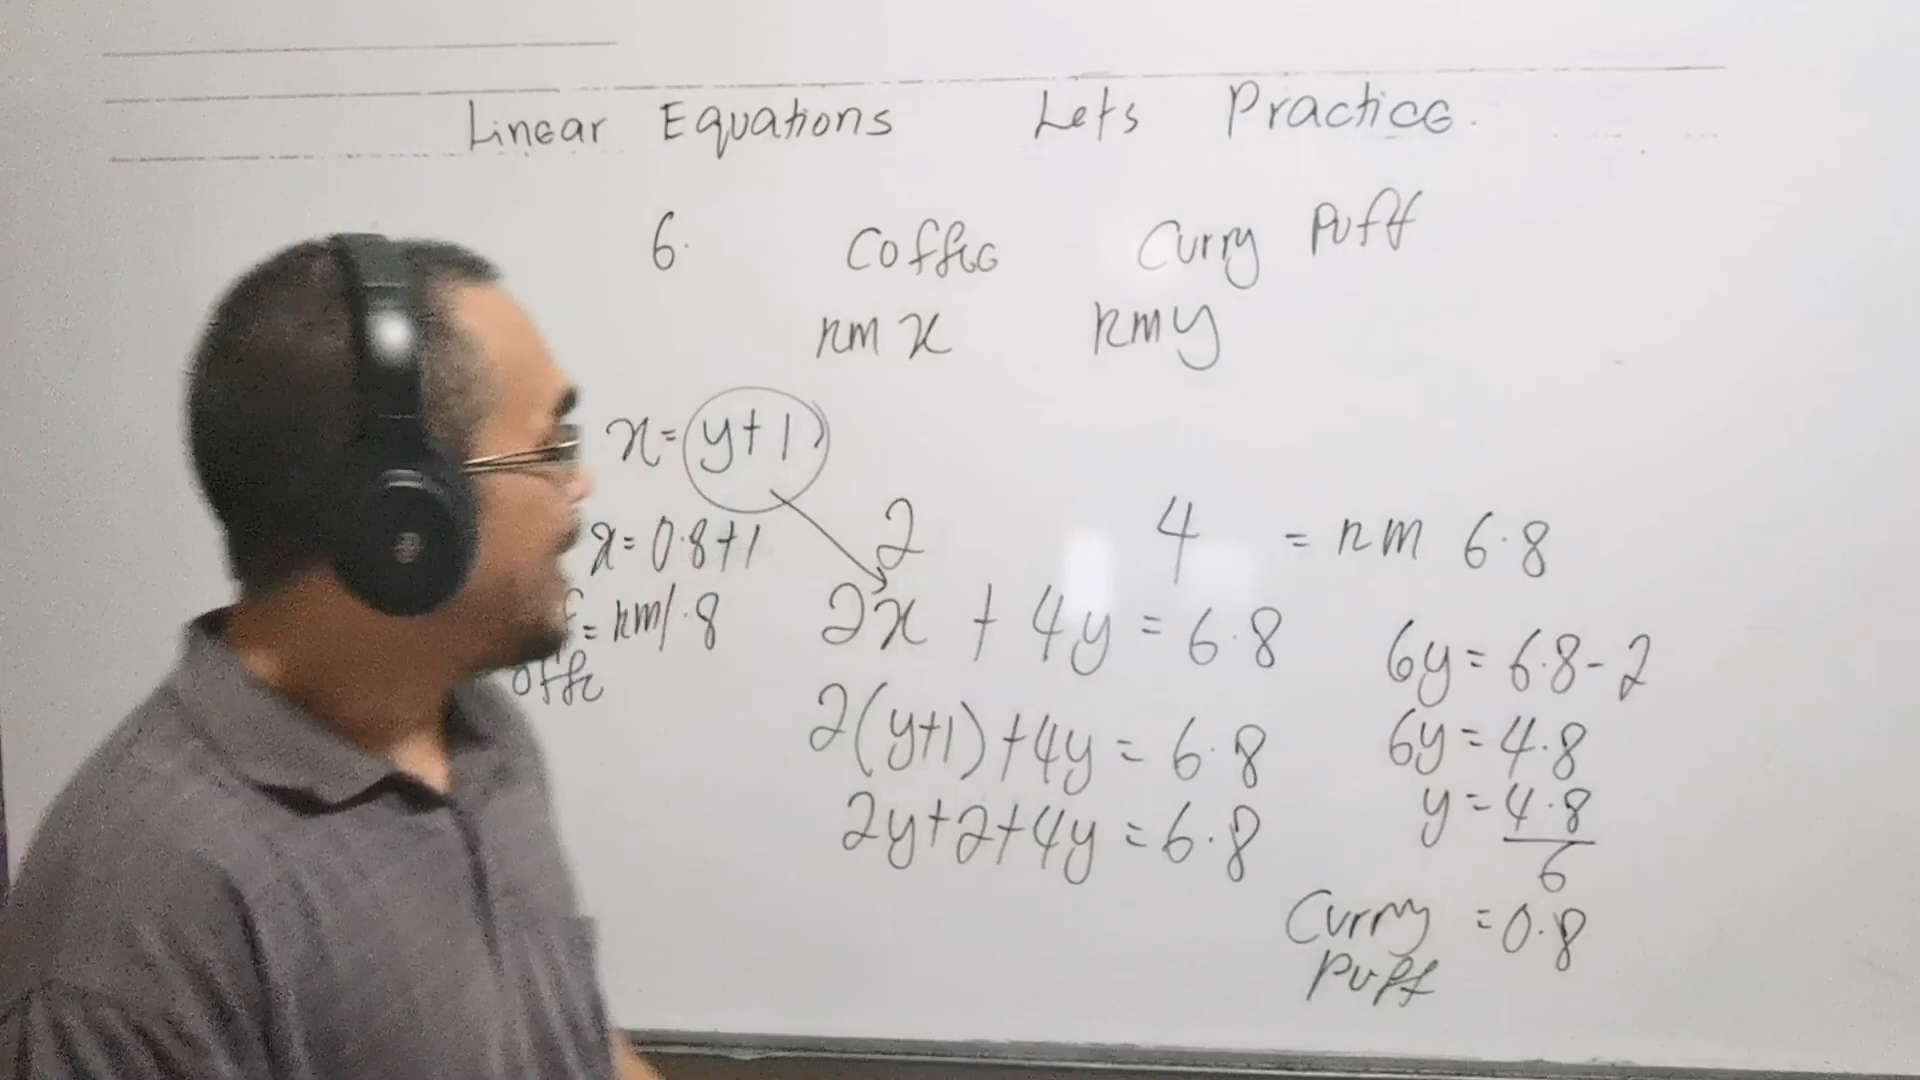 Linear Equations Lets Practice.
6. Coffee Curry Puff
RM x RM y
x = (y+1)
2 4 = RM 6.8
x = 0.8+1
= RM1.8
2x + 4y = 6.8
2(y+1)+4y = 6.8
2y+2+4y = 6.8
6y = 6.8-2
6y = 4.8
y = 4.8
6
Curry = 0.8
Puff